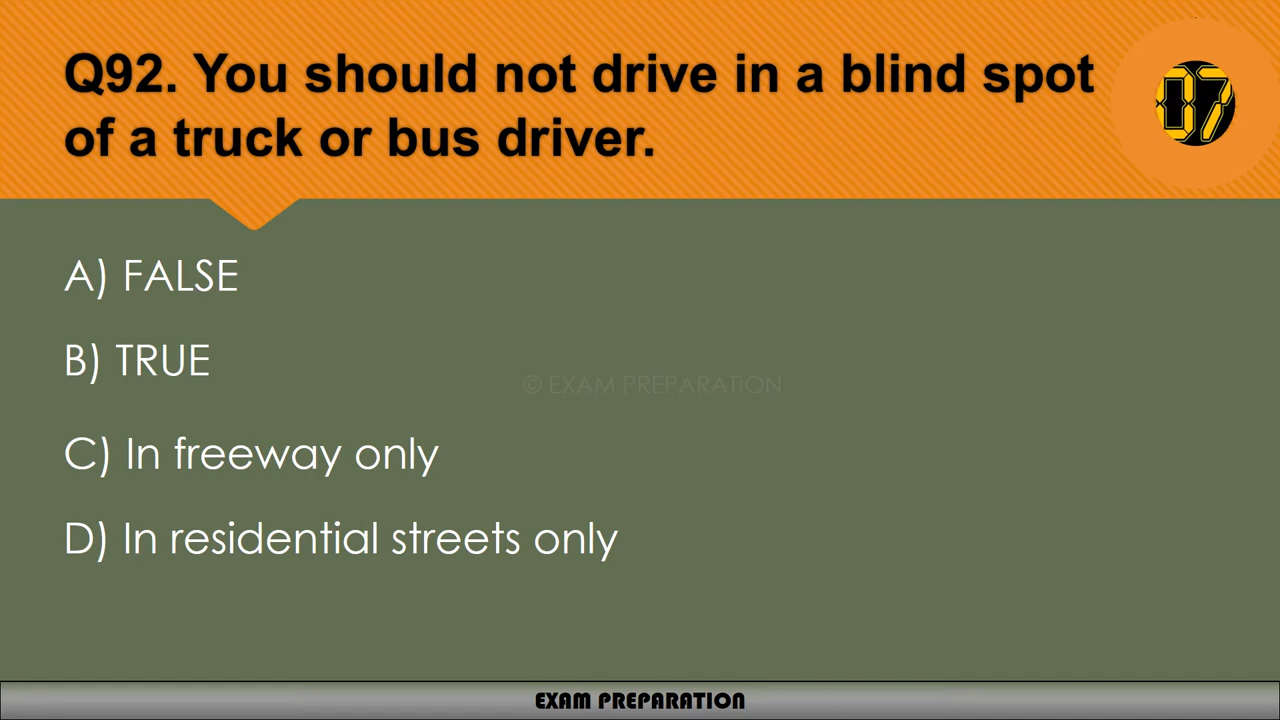 Q92. You should not drive in a blind spot
of a truck or bus driver.
07
A) FALSE
B) TRUE
© EXAM PREPARATION
C) In freeway only
D) In residential streets only
EXAM PREPARATION